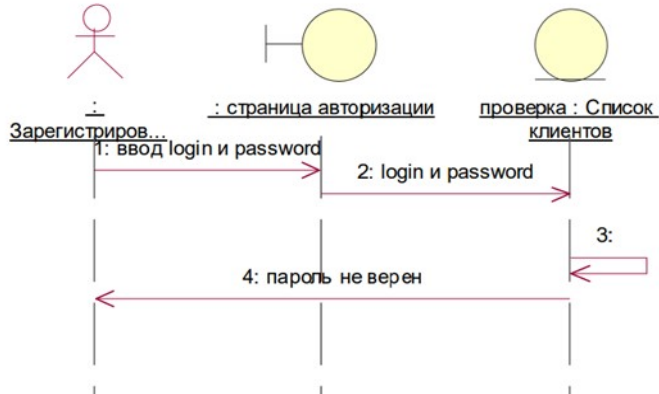 :
Зарегистриров...
: страница авторизации
проверка : Список
клиентов
1: ввод login и password
2: login и password
3:
4: пароль не верен